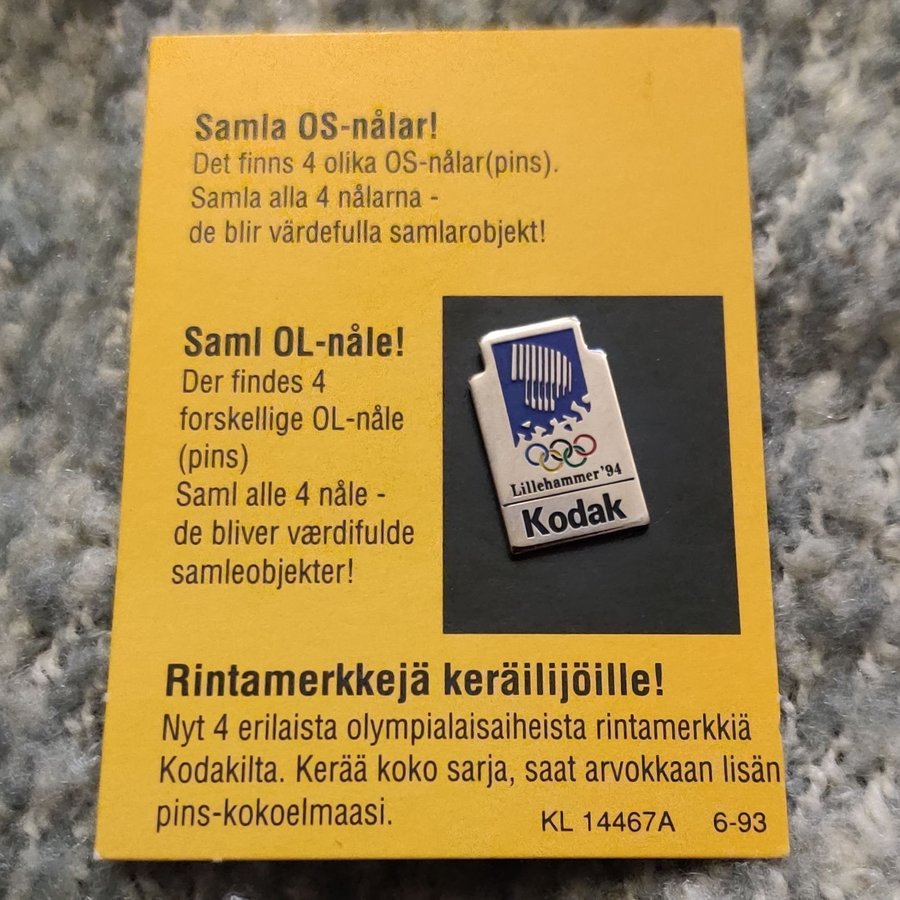 Samla OS-nålar!
Det finns 4 olika OS-nålar(pins).
Samla alla 4 nålarna -
de blir värdefulla samlarobjekt!
Saml OL-nåle!
Der findes 4
forskellige OL-nåle
(pins)
Saml alle 4 nåle -
de bliver værdifulde
samleobjekter!
Lillehammer'94
Kodak
Rintamerkkejä keräilijöille!
Nyt 4 erilaista olympialaisaiheista rintamerkkiä
Kodakilta. Kerää koko sarja, saat arvokkaan lisän
pins-kokoelmaasi.
KL 14467A 6-93